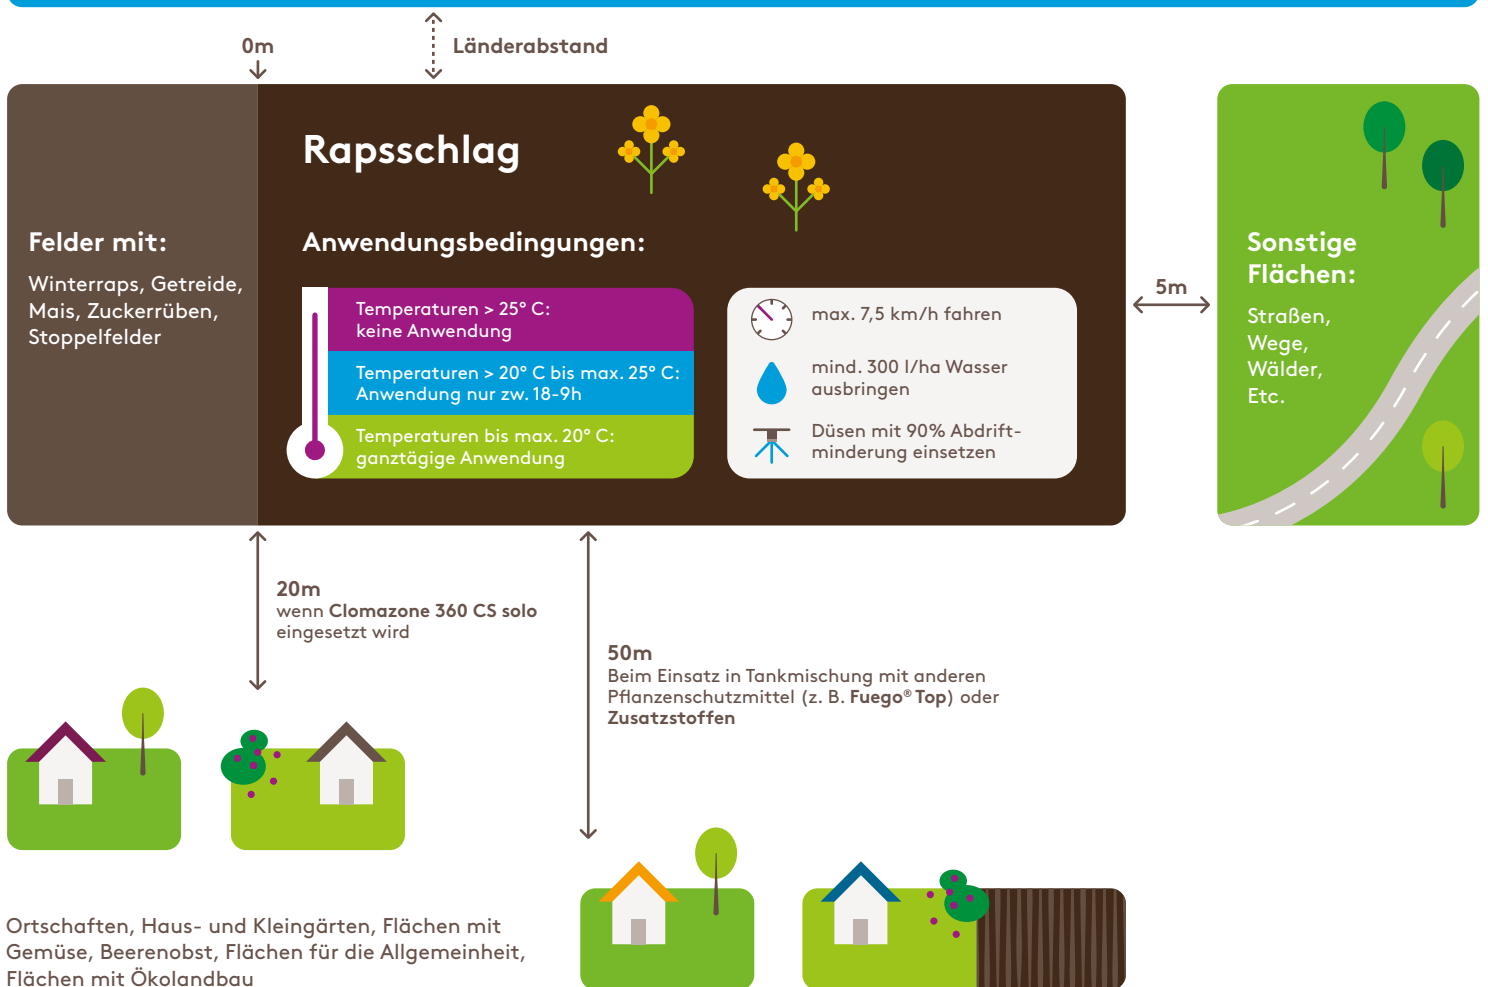 0m
Länderabstand
Rapsschlag
Felder mit:
Winterraps, Getreide,
Mais, Zuckerrüben,
Stoppelfelder
Anwendungsbedingungen:
Temperaturen > 25° C:
keine Anwendung
Temperaturen > 20° C bis max. 25° C:
Anwendung nur zw. 18-9h
Temperaturen bis max. 20° C:
ganztägige Anwendung
max. 7,5 km/h fahren
mind. 300 l/ha Wasser
ausbringen
Düsen mit 90% Abdrift-
minderung einsetzen
5m
Sonstige
Flächen:
Straßen,
Wege,
Wälder,
Etc.
20m
wenn Clomazone 360 CS solo
eingesetzt wird
50m
Beim Einsatz in Tankmischung mit anderen
Pflanzenschutzmittel (z. B. Fuego® Top) oder
Zusatzstoffen
Ortschaften, Haus- und Kleingärten, Flächen mit
Gemüse, Beerenobst, Flächen für die Allgemeinheit,
Flächen mit Ökolandbau